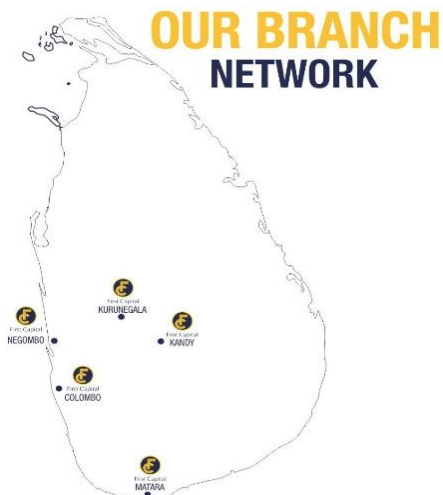 OUR BRANCH
NETWORK
First Capital
KURUNEGALA
First Capital
NEGOMBO
First Capital
KANDY
First Capital
COLOMBO
First Capital
MATARA